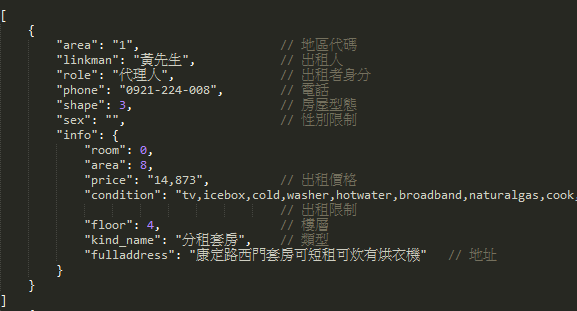 [
{
"area": "1", // 地區代碼
"linkman": "黃先生", // 出租人
"role": "代理人", // 出租者身分
"phone": "0921-224-008", // 電話
"shape": 3, // 房屋型態
"sex": "", // 性別限制
"info": {
"room": 0,
"area": 8,
"price": "14,873", // 出租價格
"condition": "tv,icebox,cold,washer,hotwater,broadband,naturalgas,cook,
// 出租限制
"floor": 4, // 樓層
"kind_name": "分租套房", // 類型
"fulladdress": "康定路西門套房可短租可炊有烘衣機" // 地址
}
}
]